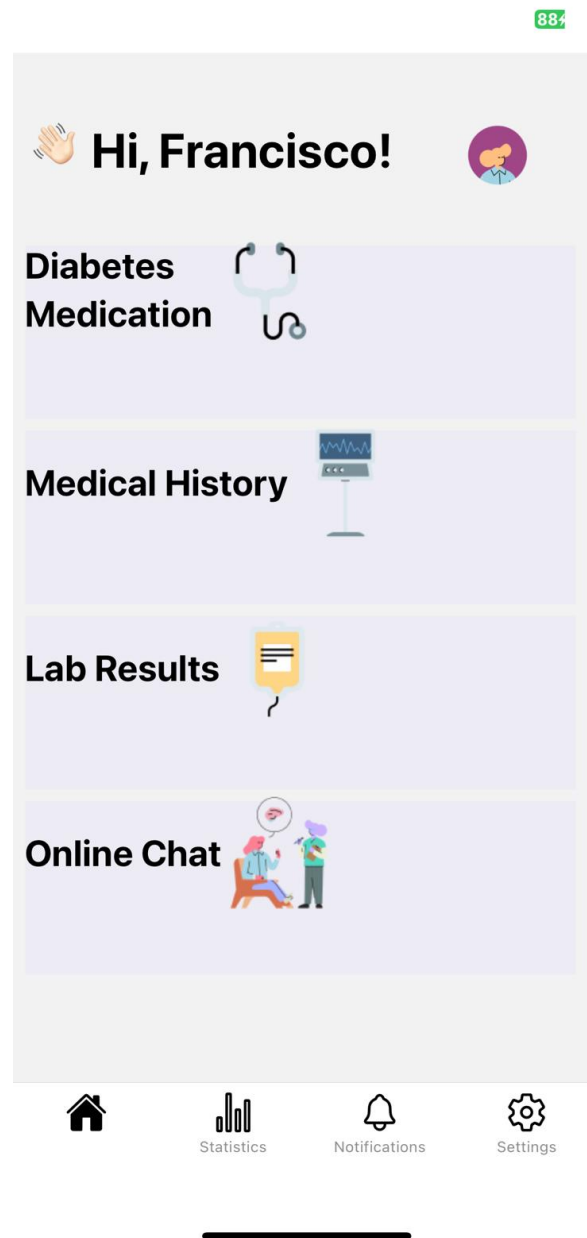 88
Hi, Francisco!
Diabetes
Medication
Medical History
Lab Results
Online Chat
Statistics
Notifications
Settings